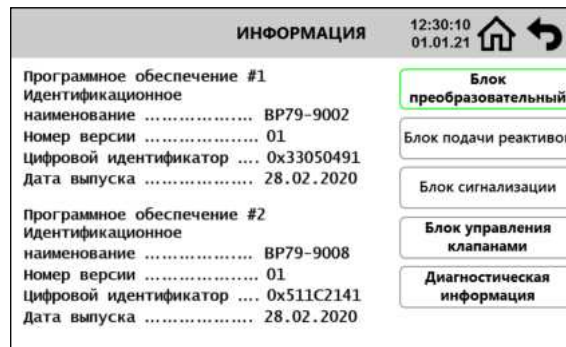 ИНФОРМАЦИЯ
12:30:10
01.01.21
Программное обеспечение #1
Идентификационное
наименование .................. BP79-9002
Номер версии .................. 01
Цифровой идентификатор .... 0x33050491
Дата выпуска .................. 28.02.2020
Программное обеспечение #2
Идентификационное
наименование .................. BP79-9008
Номер версии .................. 01
Цифровой идентификатор .... 0x511C2141
Дата выпуска .................. 28.02.2020
Блок
преобразовательный
Блок подачи реактивов
Блок сигнализации
Блок управления
клапанами
Диагностическая
информация